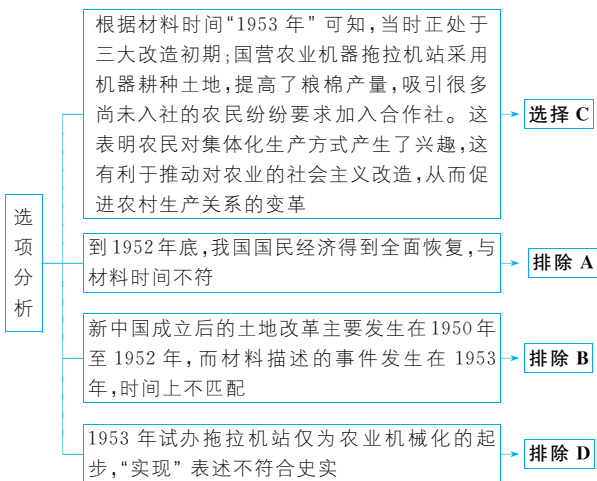 选项分析
根据材料时间“1953 年”可知，当时正处于
三大改造初期；国营农业机器拖拉机站采用
机器耕种土地，提高了粮棉产量，吸引很多
尚未入社的农民纷纷要求加入合作社。这
表明农民对集体化生产方式产生了兴趣，这
有利于推动对农业的社会主义改造，从而促
进农村生产关系的变革
选择 C
到 1952 年底，我国国民经济得到全面恢复，与
材料时间不符
排除 A
新中国成立后的土地改革主要发生在 1950 年
至 1952 年，而材料描述的事件发生在 1953
年，时间上不匹配
排除 B
1953 年试办拖拉机站仅为农业机械化的起
步，“实现”表述不符合史实
排除 D